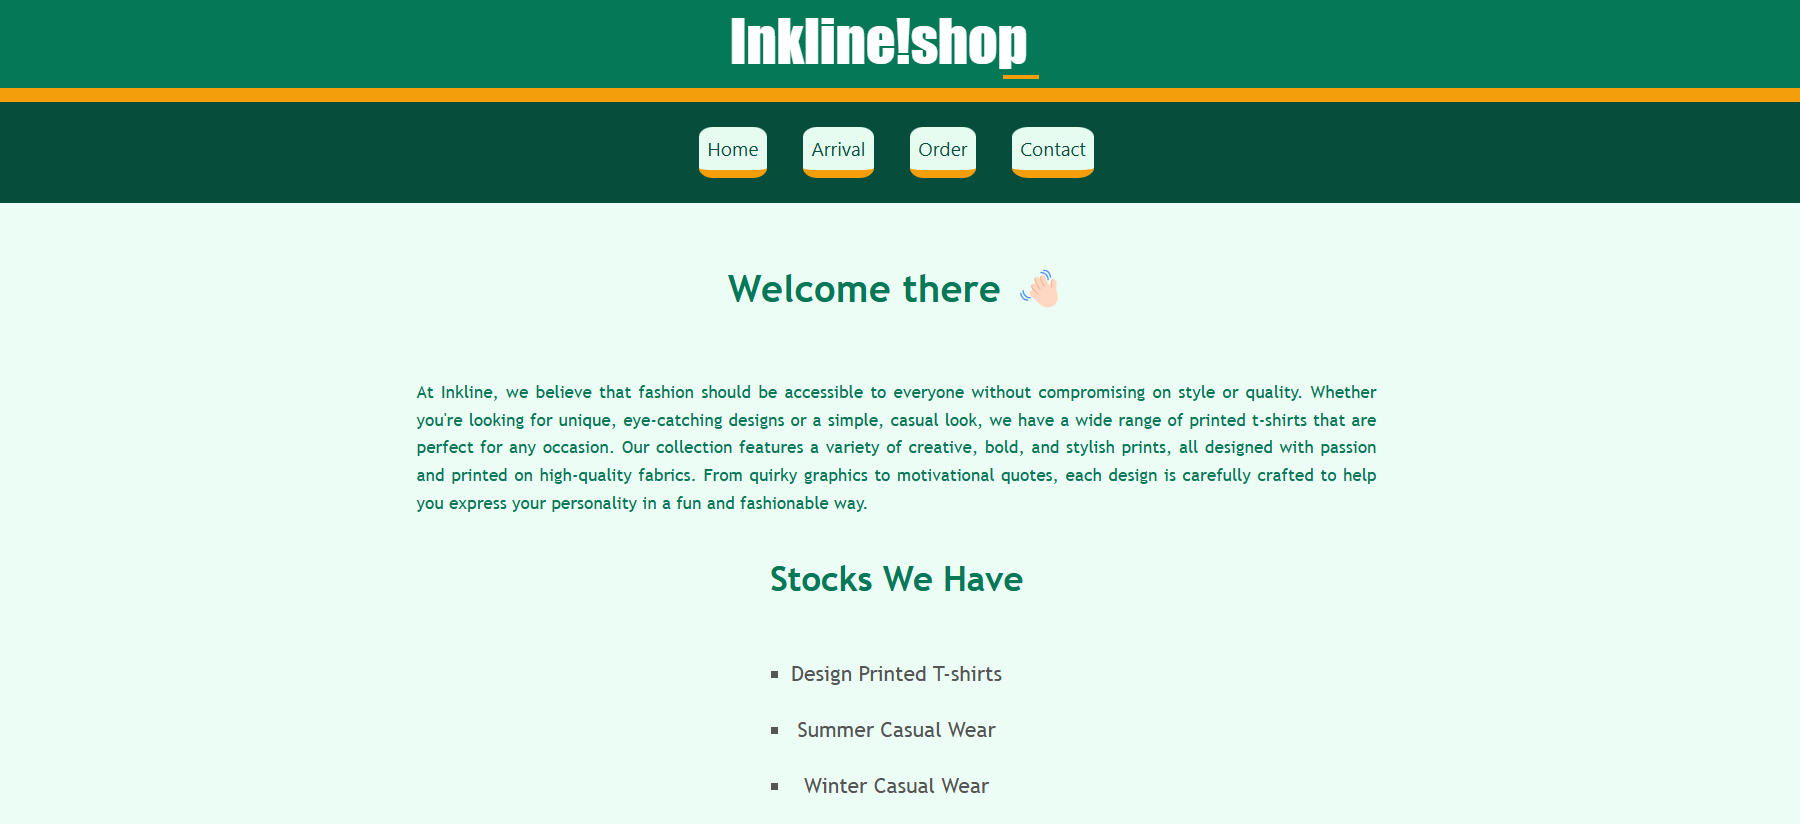 Inkline!shop
Home Arrival Order Contact
Welcome there
At Inkline, we believe that fashion should be accessible to everyone without compromising on style or quality. Whether
you're looking for unique, eye-catching designs or a simple, casual look, we have a wide range of printed t-shirts that are
perfect for any occasion. Our collection features a variety of creative, bold, and stylish prints, all designed with passion
and printed on high-quality fabrics. From quirky graphics to motivational quotes, each design is carefully crafted to help
you express your personality in a fun and fashionable way.
Stocks We Have
Design Printed T-shirts
Summer Casual Wear
Winter Casual Wear